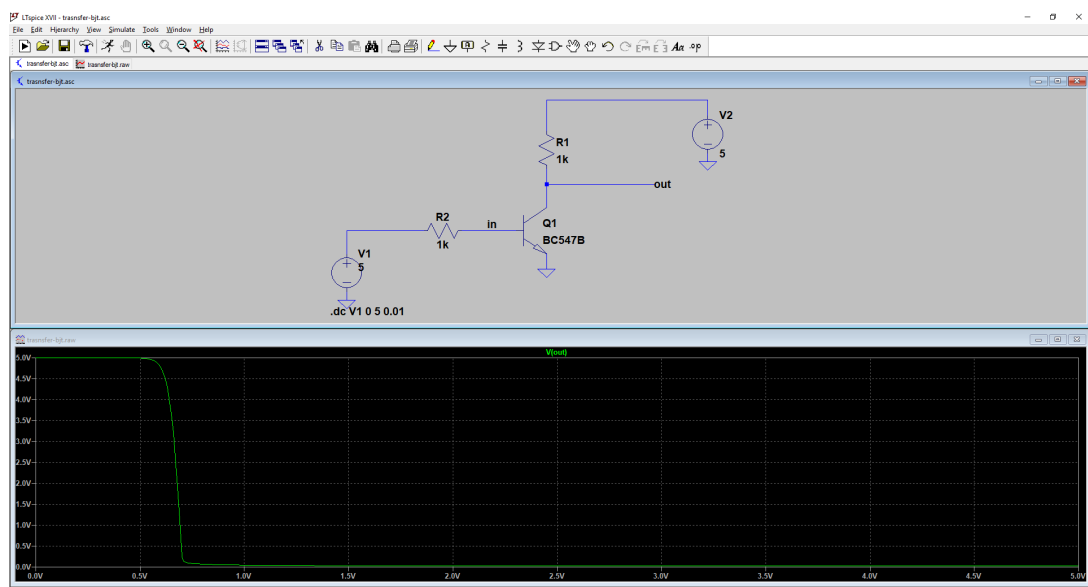 LTspice XVII - trasnsfer-bjt.asc
File Edit Hierarchy View Simulate Tools Window Help
trasnsfer-bjt.asc trasnsfer-bjt.raw
trasnsfer-bjt.asc
V2
R1
1k
5
out
R2
in
Q1
1k
BC547B
V1
5
.dc V1 0 5 0.01
trasnsfer-bjt.raw
V(out)
5.0V
4.5V
4.0V
3.5V
3.0V
2.5V
2.0V
1.5V
1.0V
0.5V
0.0V
0.0V 0.5V 1.0V 1.5V 2.0V 2.5V 3.0V 3.5V 4.0V 4.5V 5.0V